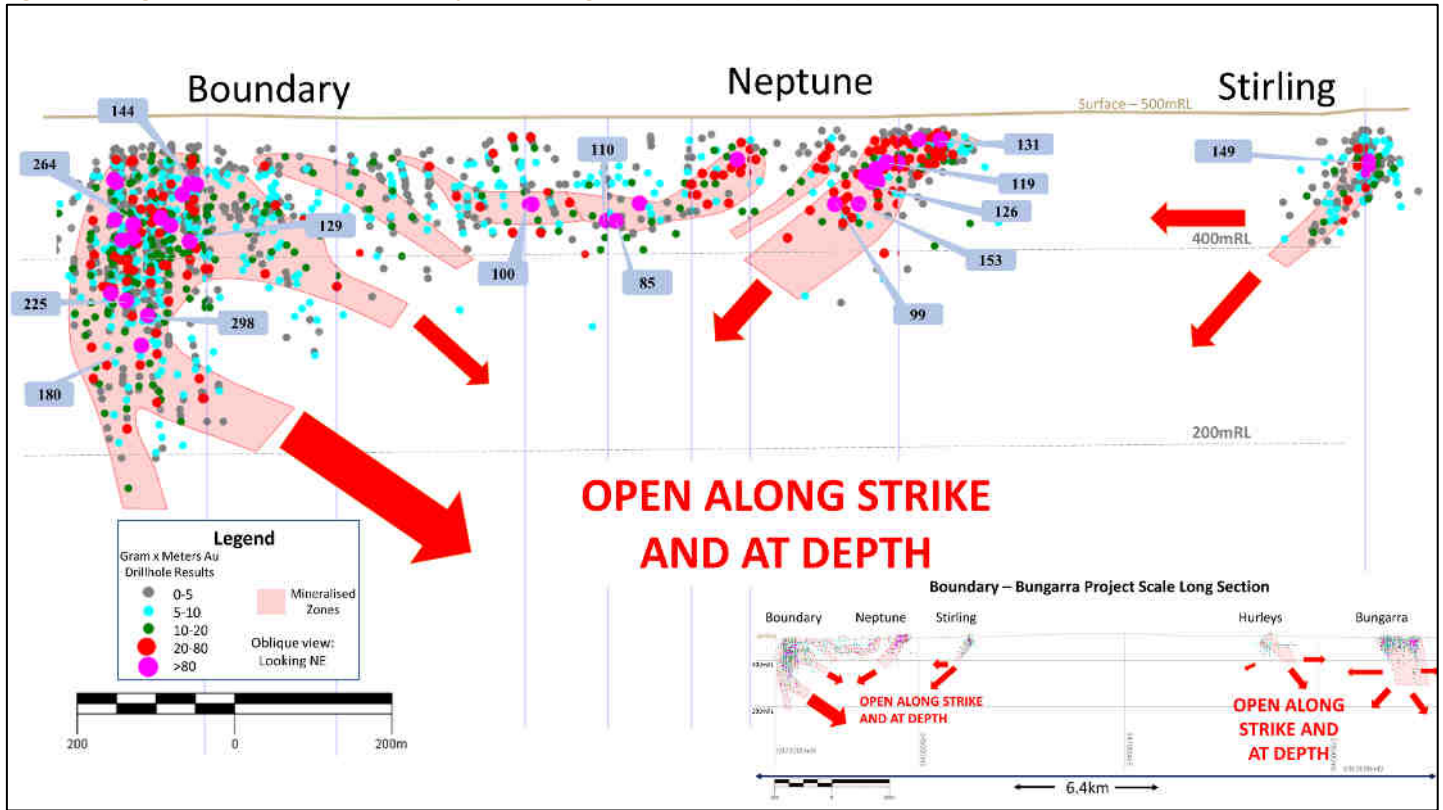 Boundary
Neptune
Stirling
Surface – 500mRL
144
264
110
131
149
119
126
129
153
400mRL
100
85
99
225
298
180
200mRL
OPEN ALONG STRIKE
AND AT DEPTH
Legend
Gram x Meters Au
Drillhole Results
0-5
5-10
10-20
20-80
>80
Mineralised
Zones
Oblique view:
Looking NE
200
0
200m
Boundary – Bungarra Project Scale Long Section
Boundary
Neptune
Stirling
Hurleys
Bungarra
OPEN ALONG STRIKE
AND AT DEPTH
OPEN ALONG
STRIKE AND
AT DEPTH
6.4km